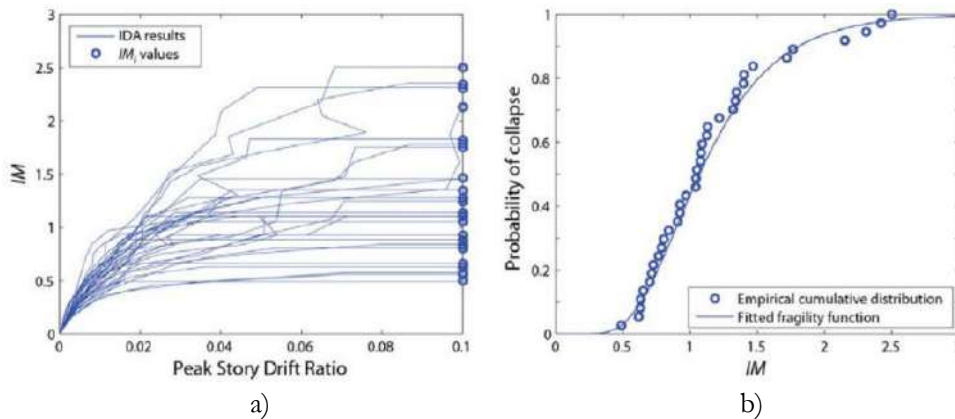 3
2.5
2
1.5
1
0.5
0
IM
IDA results
IMi values
0 0.02 0.04 0.06 0.08 0.1
Peak Story Drift Ratio
a)
1
0.8
0.6
0.4
0.2
0
Probability of collapse
Empirical cumulative distribution
Fitted fragility function
0 0.5 1 1.5 2 2.5 3
IM
b)